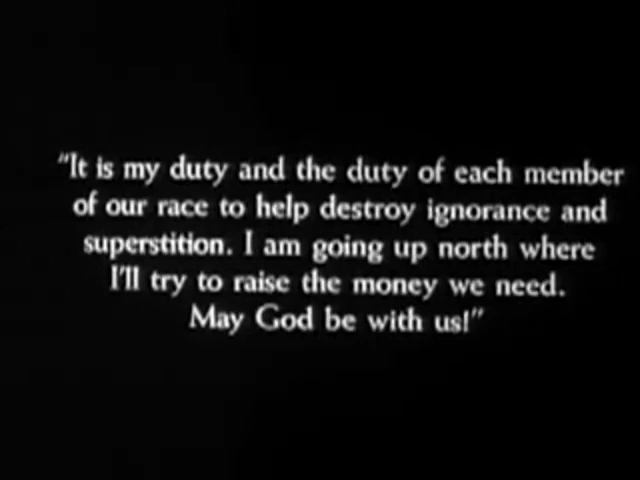 "It is my duty and the duty of each member
of our race to help destroy ignorance and
superstition. I am going up north where
I'll try to raise the money we need.
May God be with us!"